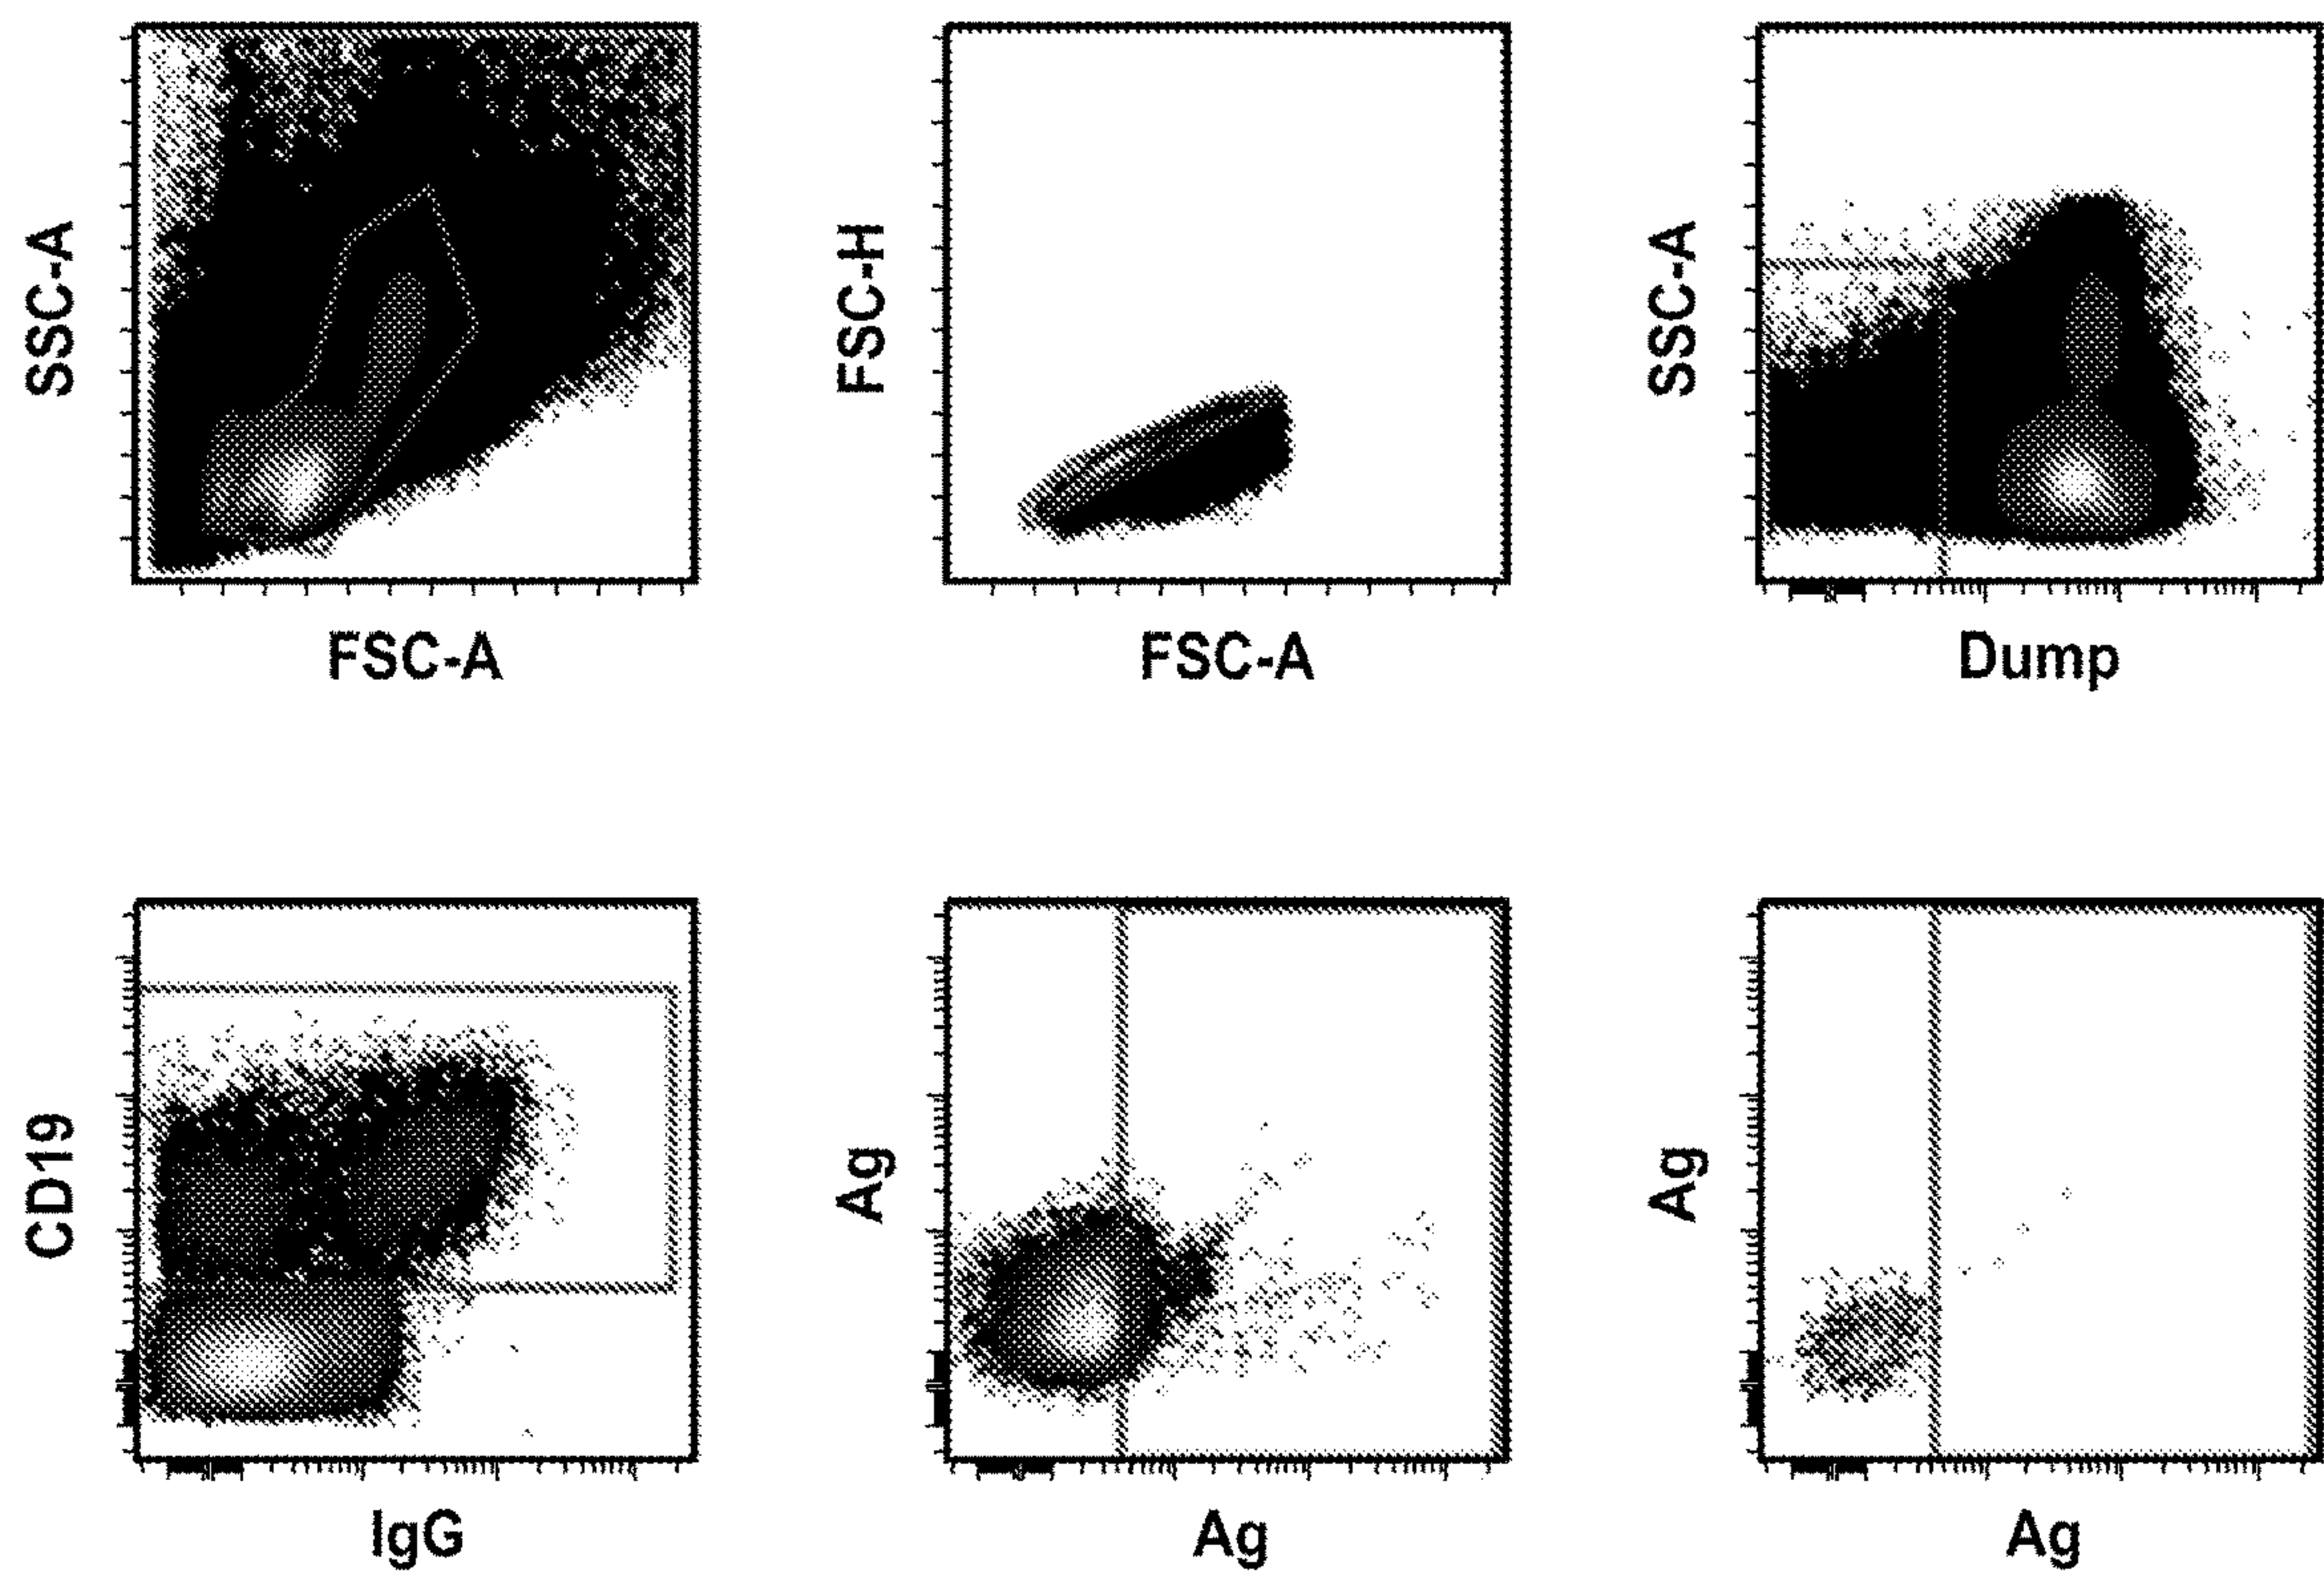 SSC-A
FSC-A
FSC-H
FSC-A
SSC-A
Dump
CD19
IgG
Ag
Ag
Ag
Ag